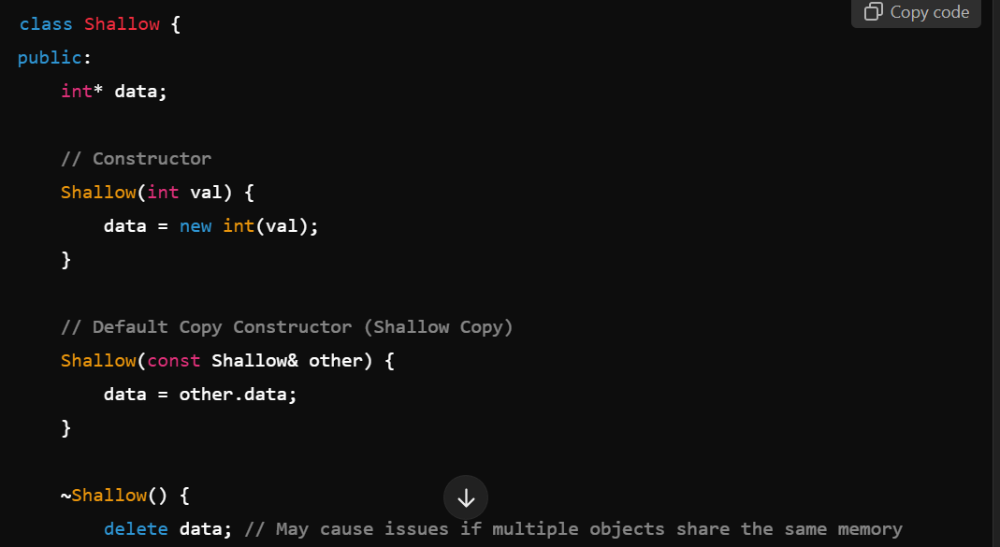 Copy code
class Shallow {
public:
    int* data;

    // Constructor
    Shallow(int val) {
        data = new int(val);
    }

    // Default Copy Constructor (Shallow Copy)
    Shallow(const Shallow& other) {
        data = other.data;
    }

    ~Shallow() {
        delete data; // May cause issues if multiple objects share the same memory